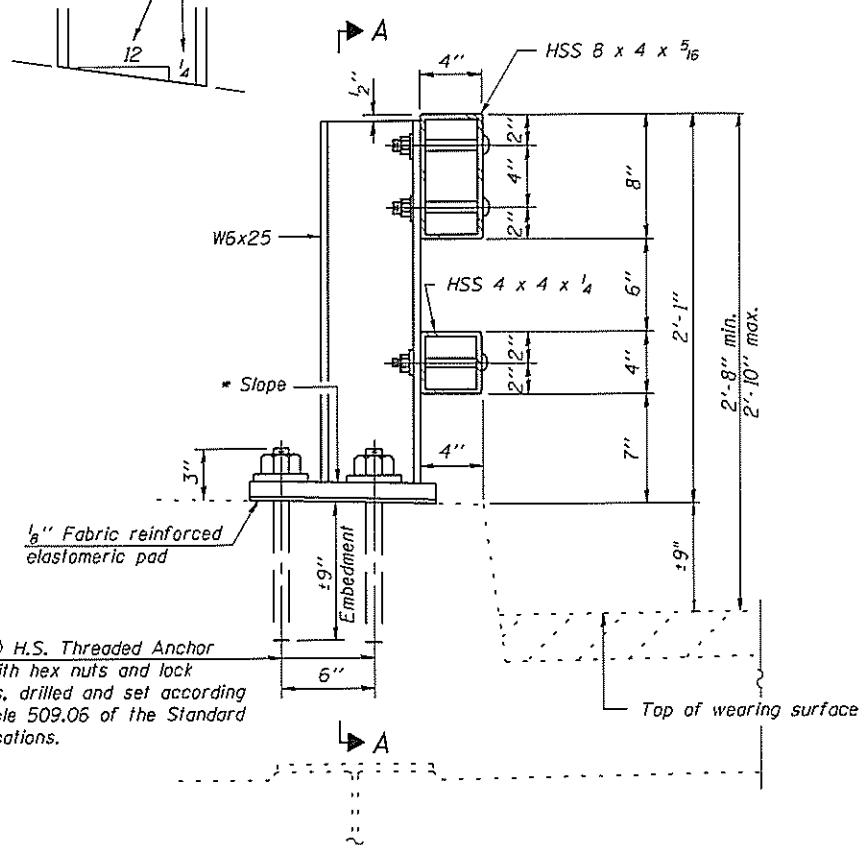 A
12
1/4
4"
HSS 8 x 4 x 5/16
1/2"
2"
4"
2"
8"
W6x25
6"
HSS 4 x 4 x 1/4
2'-1"
2'-8" min.
2'-10" max.
2"
2"
4"
* Slope
4"
7"
3"
1/8" Fabric reinforced
elastomeric pad
±9"
Embedment
±9"
H.S. Threaded Anchor
ith hex nuts and lock
s, drilled and set according
cle 509.06 of the Standard
cations.
6"
Top of wearing surface
A